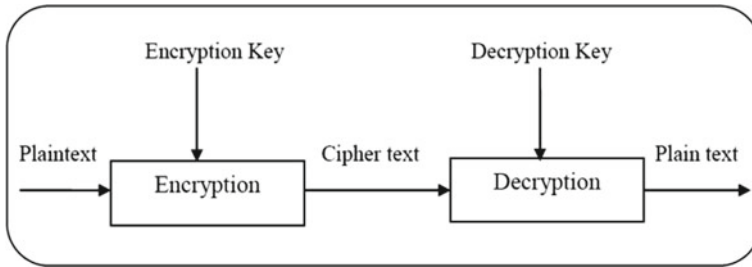 Encryption Key
Decryption Key
Plaintext
Cipher text
Plain text
Encryption
Decryption